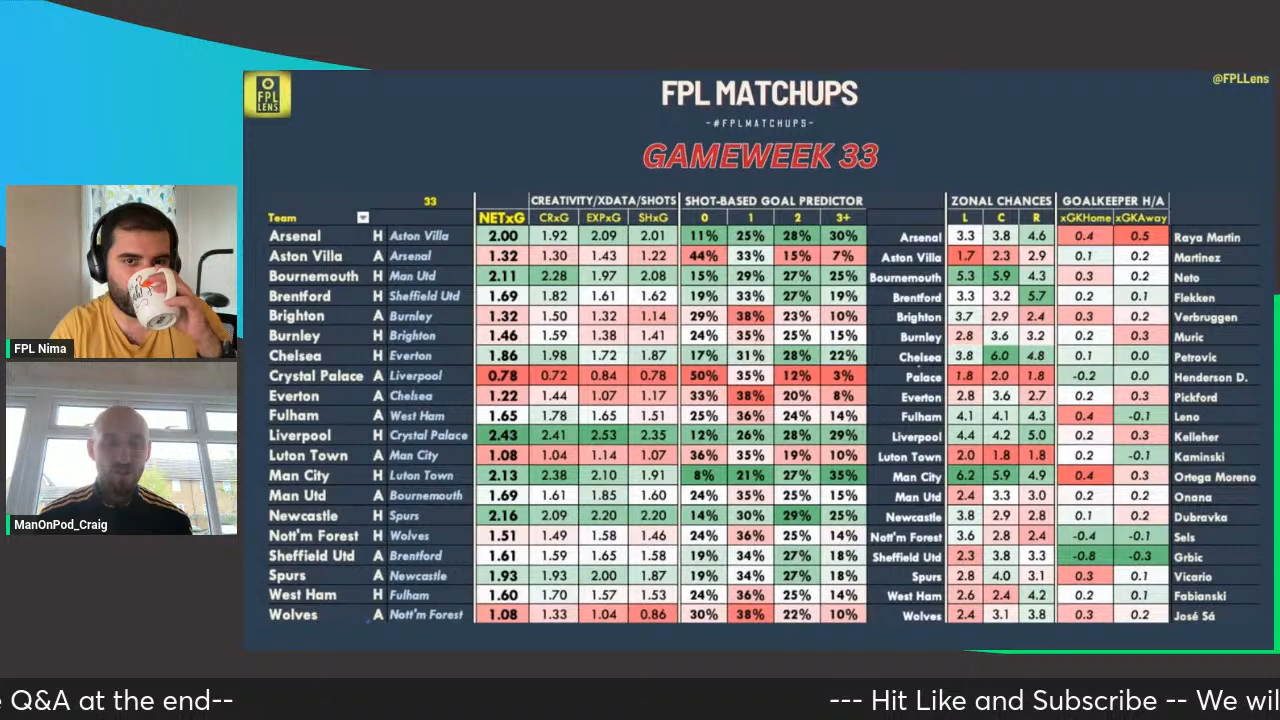 @FPLLens
FPL
LENS
FPL MATCHUPS
-#FPLMATCHUPS-
GAMEWEEK 33
33 CREATIVITY/XDATA/SHOTS SHOT-BASED GOAL PREDICTOR ZONAL CHANCES GOALKEEPER H/A
Team NETxG CRxG EXPxG SHxG 0 1 2 3+ L C R xGKHome xGKAway
Arsenal H Aston Villa 2.00 1.92 2.09 2.01 11% 25% 28% 30% Arsenal 3.3 3.8 4.6 0.4 0.5 Raya Martin
Aston Villa A Arsenal 1.32 1.30 1.43 1.22 44% 33% 15% 7% Aston Villa 1.7 2.3 2.9 0.1 0.2 Martinez
Bournemouth H Man Utd 2.11 2.28 1.97 2.08 15% 29% 27% 25% Bournemouth 5.3 5.9 4.3 0.3 0.2 Neto
Brentford H Sheffield Utd 1.69 1.82 1.61 1.62 19% 33% 27% 19% Brentford 3.3 3.2 5.7 0.2 0.1 Flekken
Brighton A Burnley 1.32 1.50 1.32 1.14 29% 38% 23% 10% Brighton 3.7 2.9 2.4 0.3 0.2 Verbruggen
Burnley H Brighton 1.46 1.59 1.38 1.41 24% 35% 25% 15% Burnley 2.8 3.6 3.2 0.2 0.3 Muric
Chelsea H Everton 1.86 1.98 1.72 1.87 17% 31% 28% 22% Chelsea 3.8 6.0 4.8 0.1 0.0 Petrovic
Crystal Palace A Liverpool 0.78 0.72 0.84 0.78 50% 35% 12% 3% Palace 1.8 2.0 1.8 -0.2 0.0 Henderson D.
Everton A Chelsea 1.22 1.44 1.07 1.17 33% 38% 20% 8% Everton 2.8 3.6 2.7 0.2 0.3 Pickford
Fulham A West Ham 1.65 1.78 1.65 1.51 25% 36% 24% 14% Fulham 4.1 4.1 4.3 0.4 -0.1 Leno
Liverpool H Crystal Palace 2.43 2.41 2.53 2.35 12% 26% 28% 29% Liverpool 4.4 4.2 5.0 0.2 0.3 Kelleher
Luton Town A Man City 1.08 1.04 1.14 1.07 36% 35% 19% 10% Luton Town 2.0 1.8 1.8 0.2 -0.1 Kaminski
Man City H Luton Town 2.13 2.38 2.10 1.91 8% 21% 27% 35% Man City 6.2 5.9 4.9 0.4 0.3 Ortega Moreno
Man Utd A Bournemouth 1.69 1.61 1.85 1.60 24% 35% 25% 15% Man Utd 2.4 3.3 3.0 0.2 0.2 Onana
Newcastle H Spurs 2.16 2.09 2.20 2.20 14% 30% 29% 25% Newcastle 3.8 2.9 2.8 0.1 0.2 Dubravka
Nott'm Forest H Wolves 1.51 1.49 1.58 1.46 24% 36% 25% 14% Nott'm Forest 3.6 2.8 2.4 -0.4 -0.1 Sels
Sheffield Utd A Brentford 1.61 1.59 1.65 1.58 19% 34% 27% 18% Sheffield Utd 2.3 3.8 3.3 -0.8 -0.3 Grbic
Spurs A Newcastle 1.93 1.93 2.00 1.87 19% 34% 27% 18% Spurs 2.8 4.0 3.1 0.3 0.1 Vicario
West Ham H Fulham 1.60 1.70 1.57 1.53 24% 36% 25% 14% West Ham 2.6 2.4 4.2 0.2 0.1 Fabianski
Wolves A Nott'm Forest 1.08 1.33 1.04 0.86 30% 38% 22% 10% Wolves 2.4 3.1 3.8 0.3 0.2 José Sá
FPL Nima
ManOnPod_Craig
Q&A at the end-- --- Hit Like and Subscribe -- We wil